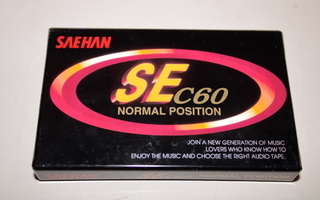 SAEHAN
SE C60
NORMAL POSITION
JOIN A NEW GENERATION OF MUSIC
LOVERS WHO KNOW HOW TO
ENJOY THE MUSIC AND CHOOSE THE RIGHT AUDIO TAPE.